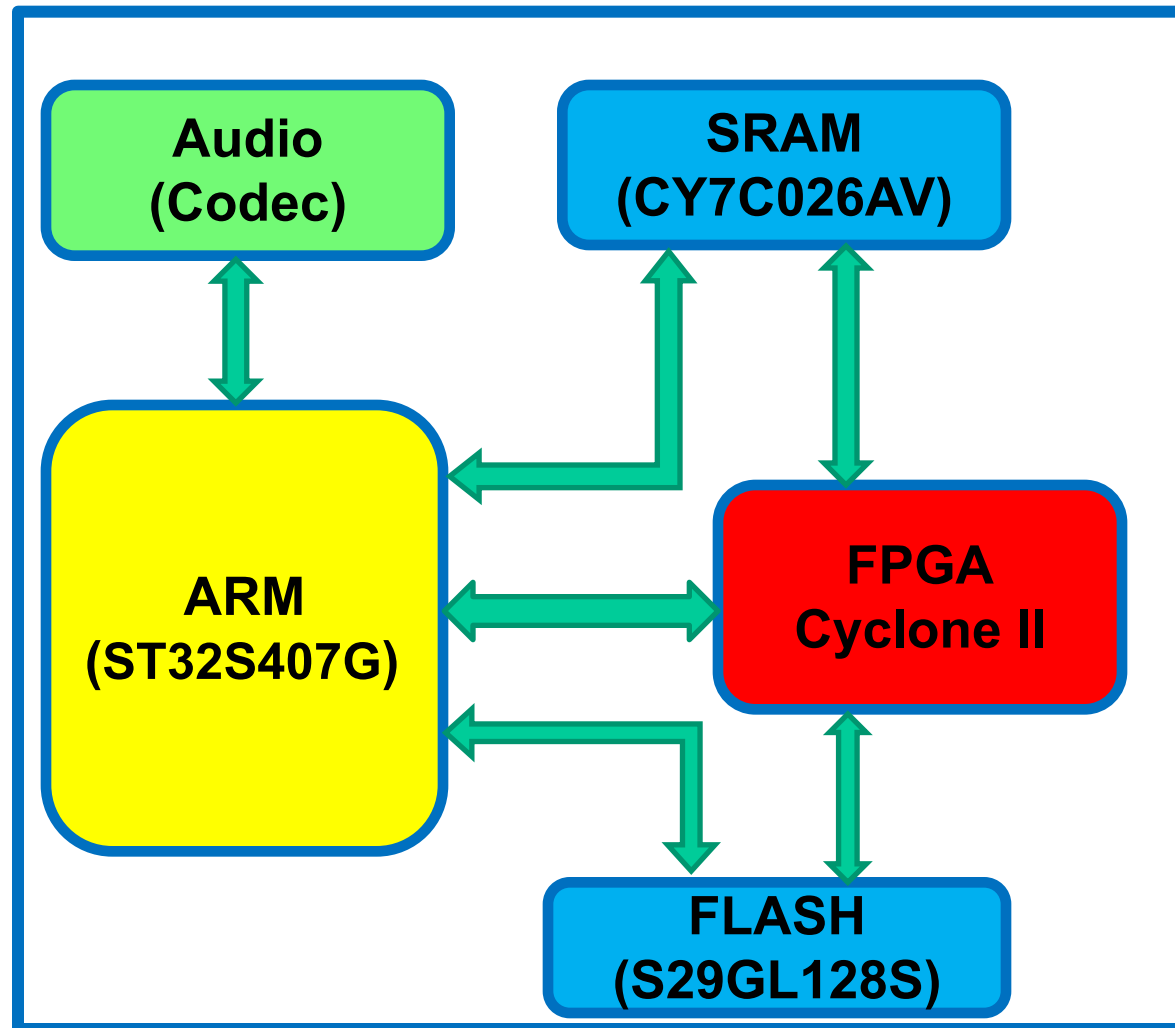 Audio
(Codec)
SRAM
(CY7C026AV)
ARM
(ST32S407G)
FPGA
Cyclone II
FLASH
(S29GL128S)